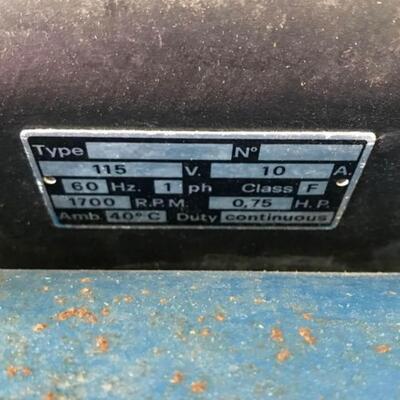 Type N°
115 V. 10 A.
60 Hz. 1 ph Class F
1700 R.P.M. 0,75 H.P.
Amb. 40°C Duty continuous